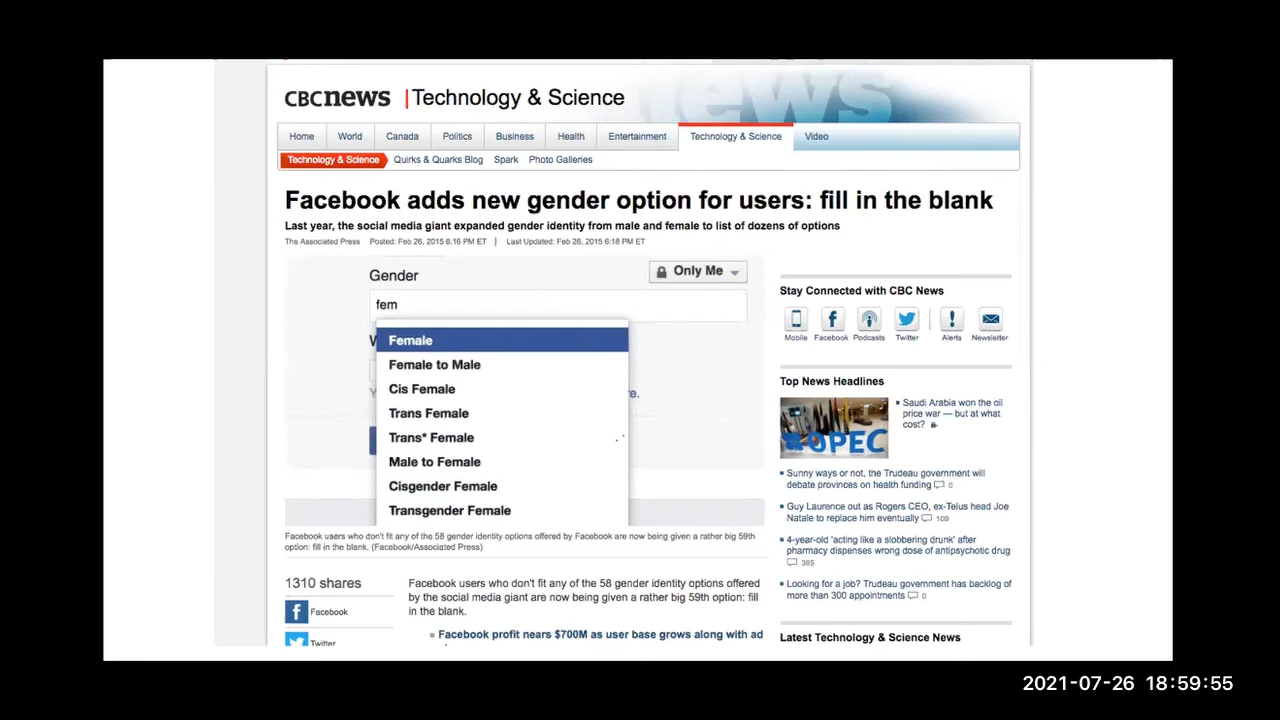 CBCnews | Technology & Science
Home World Canada Politics Business Health Entertainment Technology & Science Video
Technology & Science Quirks & Quarks Blog Spark Photo Galleries
Facebook adds new gender option for users: fill in the blank
Last year, the social media giant expanded gender identity from male and female to list of dozens of options
The Associated Press Posted: Feb 26, 2015 6:16 PM ET | Last Updated: Feb 26, 2015 6:18 PM ET
Gender
Only Me
fem
Female
Female to Male
Cis Female
Trans Female
Trans* Female
Male to Female
Cisgender Female
Transgender Female
Facebook users who don't fit any of the 58 gender identity options offered by Facebook are now being given a rather big 59th
option: fill in the blank. (Facebook/Associated Press)
1310 shares
Facebook
Twitter
Facebook users who don't fit any of the 58 gender identity options offered
by the social media giant are now being given a rather big 59th option: fill
in the blank.
Facebook profit nears $700M as user base grows along with ad
Stay Connected with CBC News
Mobile Facebook Podcasts Twitter Alerts Newsletter
Top News Headlines
#OPEC
Saudi Arabia won the oil
price war — but at what
cost?
Sunny ways or not, the Trudeau government will
debate provinces on health funding 0
Guy Laurence out as Rogers CEO, ex-Telus head Joe
Natale to replace him eventually 109
4-year-old 'acting like a slobbering drunk' after
pharmacy dispenses wrong dose of antipsychotic drug
385
Looking for a job? Trudeau government has backlog of
more than 300 appointments 0
Latest Technology & Science News
2021-07-26 18:59:55